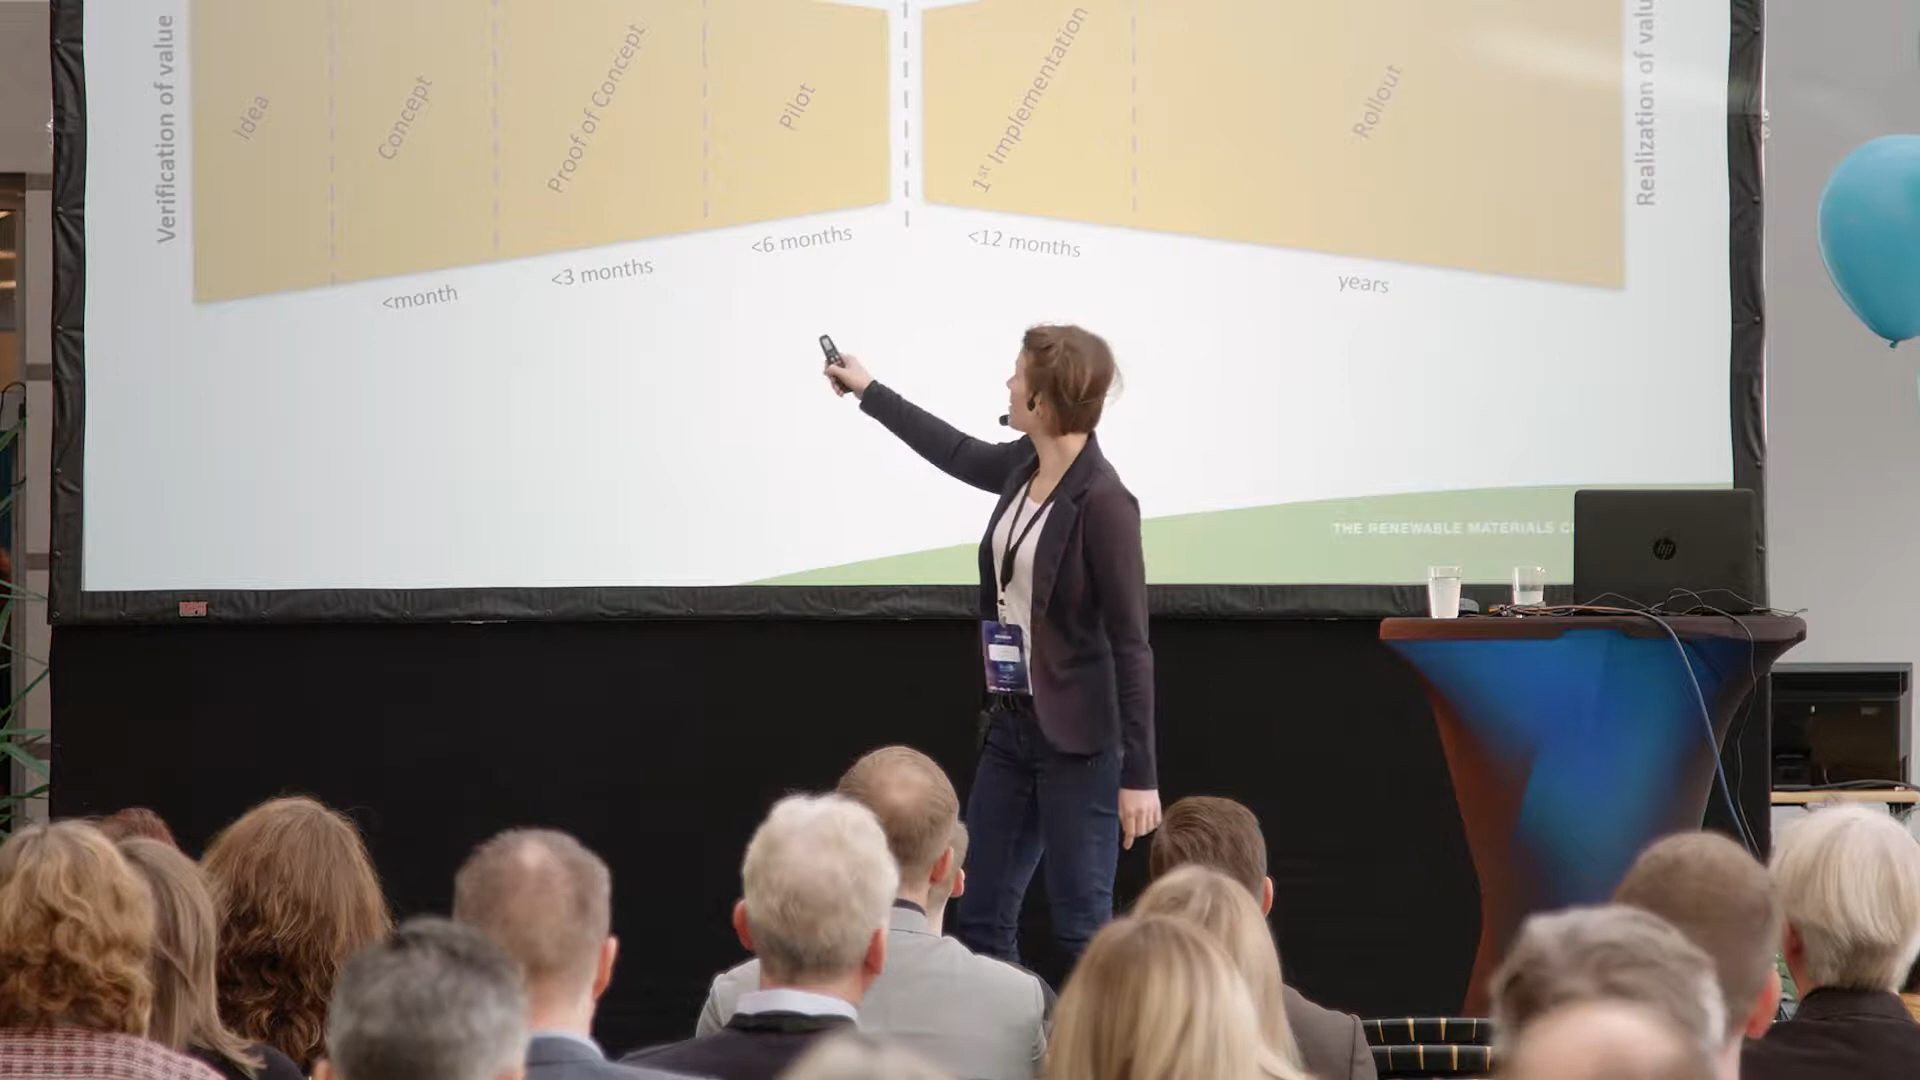 Verification of value
Idea
Concept
Proof of Concept
Pilot
1st Implementation
Rollout
Realization of valu
<month
<3 months
<6 months
<12 months
years
THE RENEWABLE MATERIALS C
hp